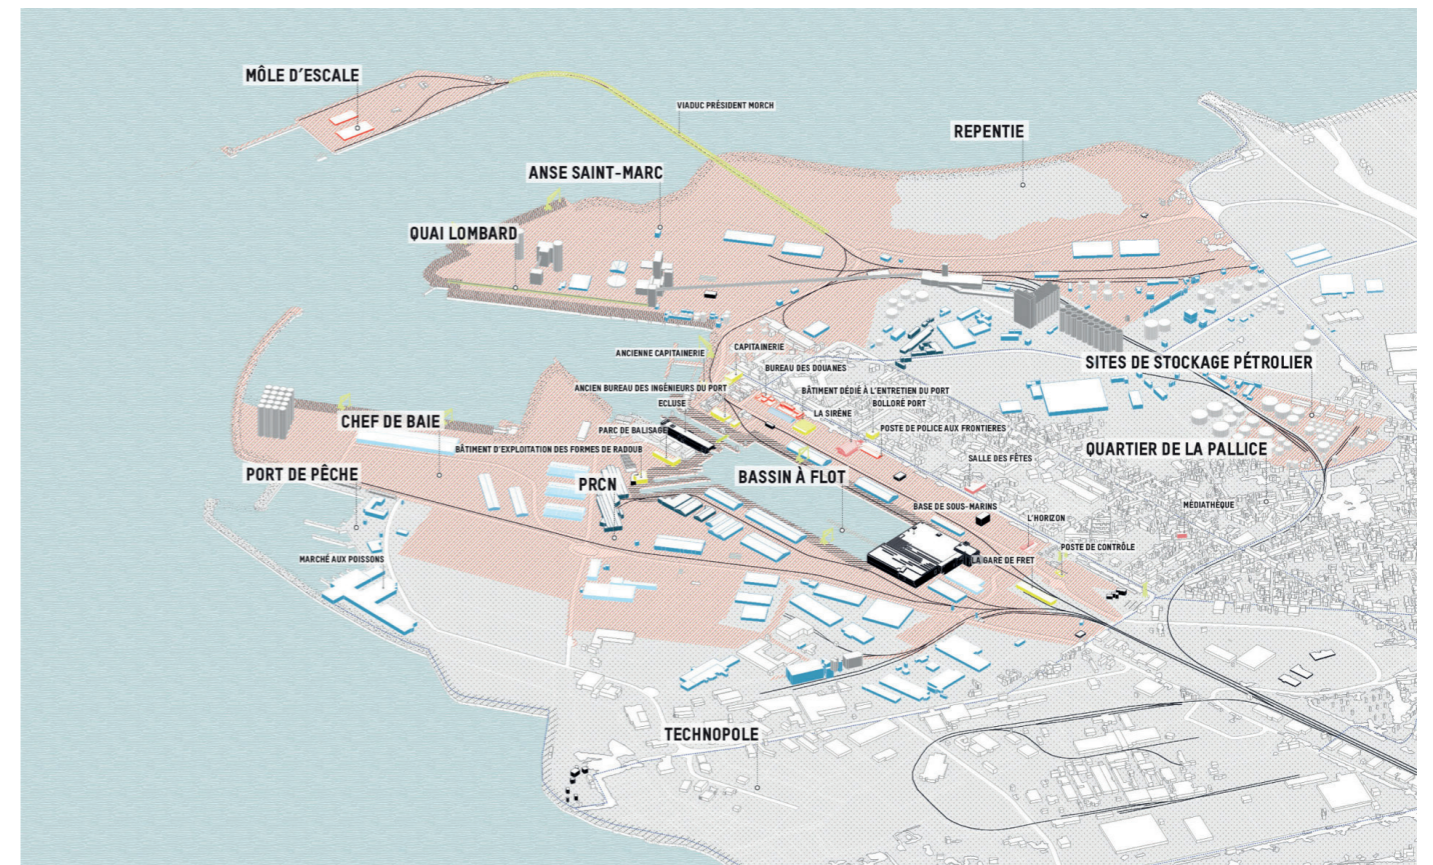 MÔLE D'ESCALE
VIADUC PRÉSIDENT MORCH
REPENTIE
ANSE SAINT-MARC
QUAI LOMBARD
ANCIENNE CAPITAINERIE
CAPITAINERIE
BUREAU DES DOUANES
SITES DE STOCKAGE PÉTROLIER
ANCIEN BUREAU DES INGÉNIEURS DU PORT
BÂTIMENT DÉDIÉ À L'ENTRETIEN DU PORT
ECLUSE
BOLLORÉ PORT
LA SIRÈNE
CHEF DE BAIE
PARC DE BALISAGE
POSTE DE POLICE AUX FRONTIERES
BÂTIMENT D'EXPLOITATION DES FORMES DE RADOUB
QUARTIER DE LA PALLICE
SALLE DES FÊTES
PORT DE PÊCHE
PRCN
BASSIN À FLOT
BASE DE SOUS-MARINS
MÉDIATHÈQUE
L'HORIZON
POSTE DE CONTRÔLE
MARCHÉ AUX POISSONS
LA GARE DE FRET
TECHNOPOLE